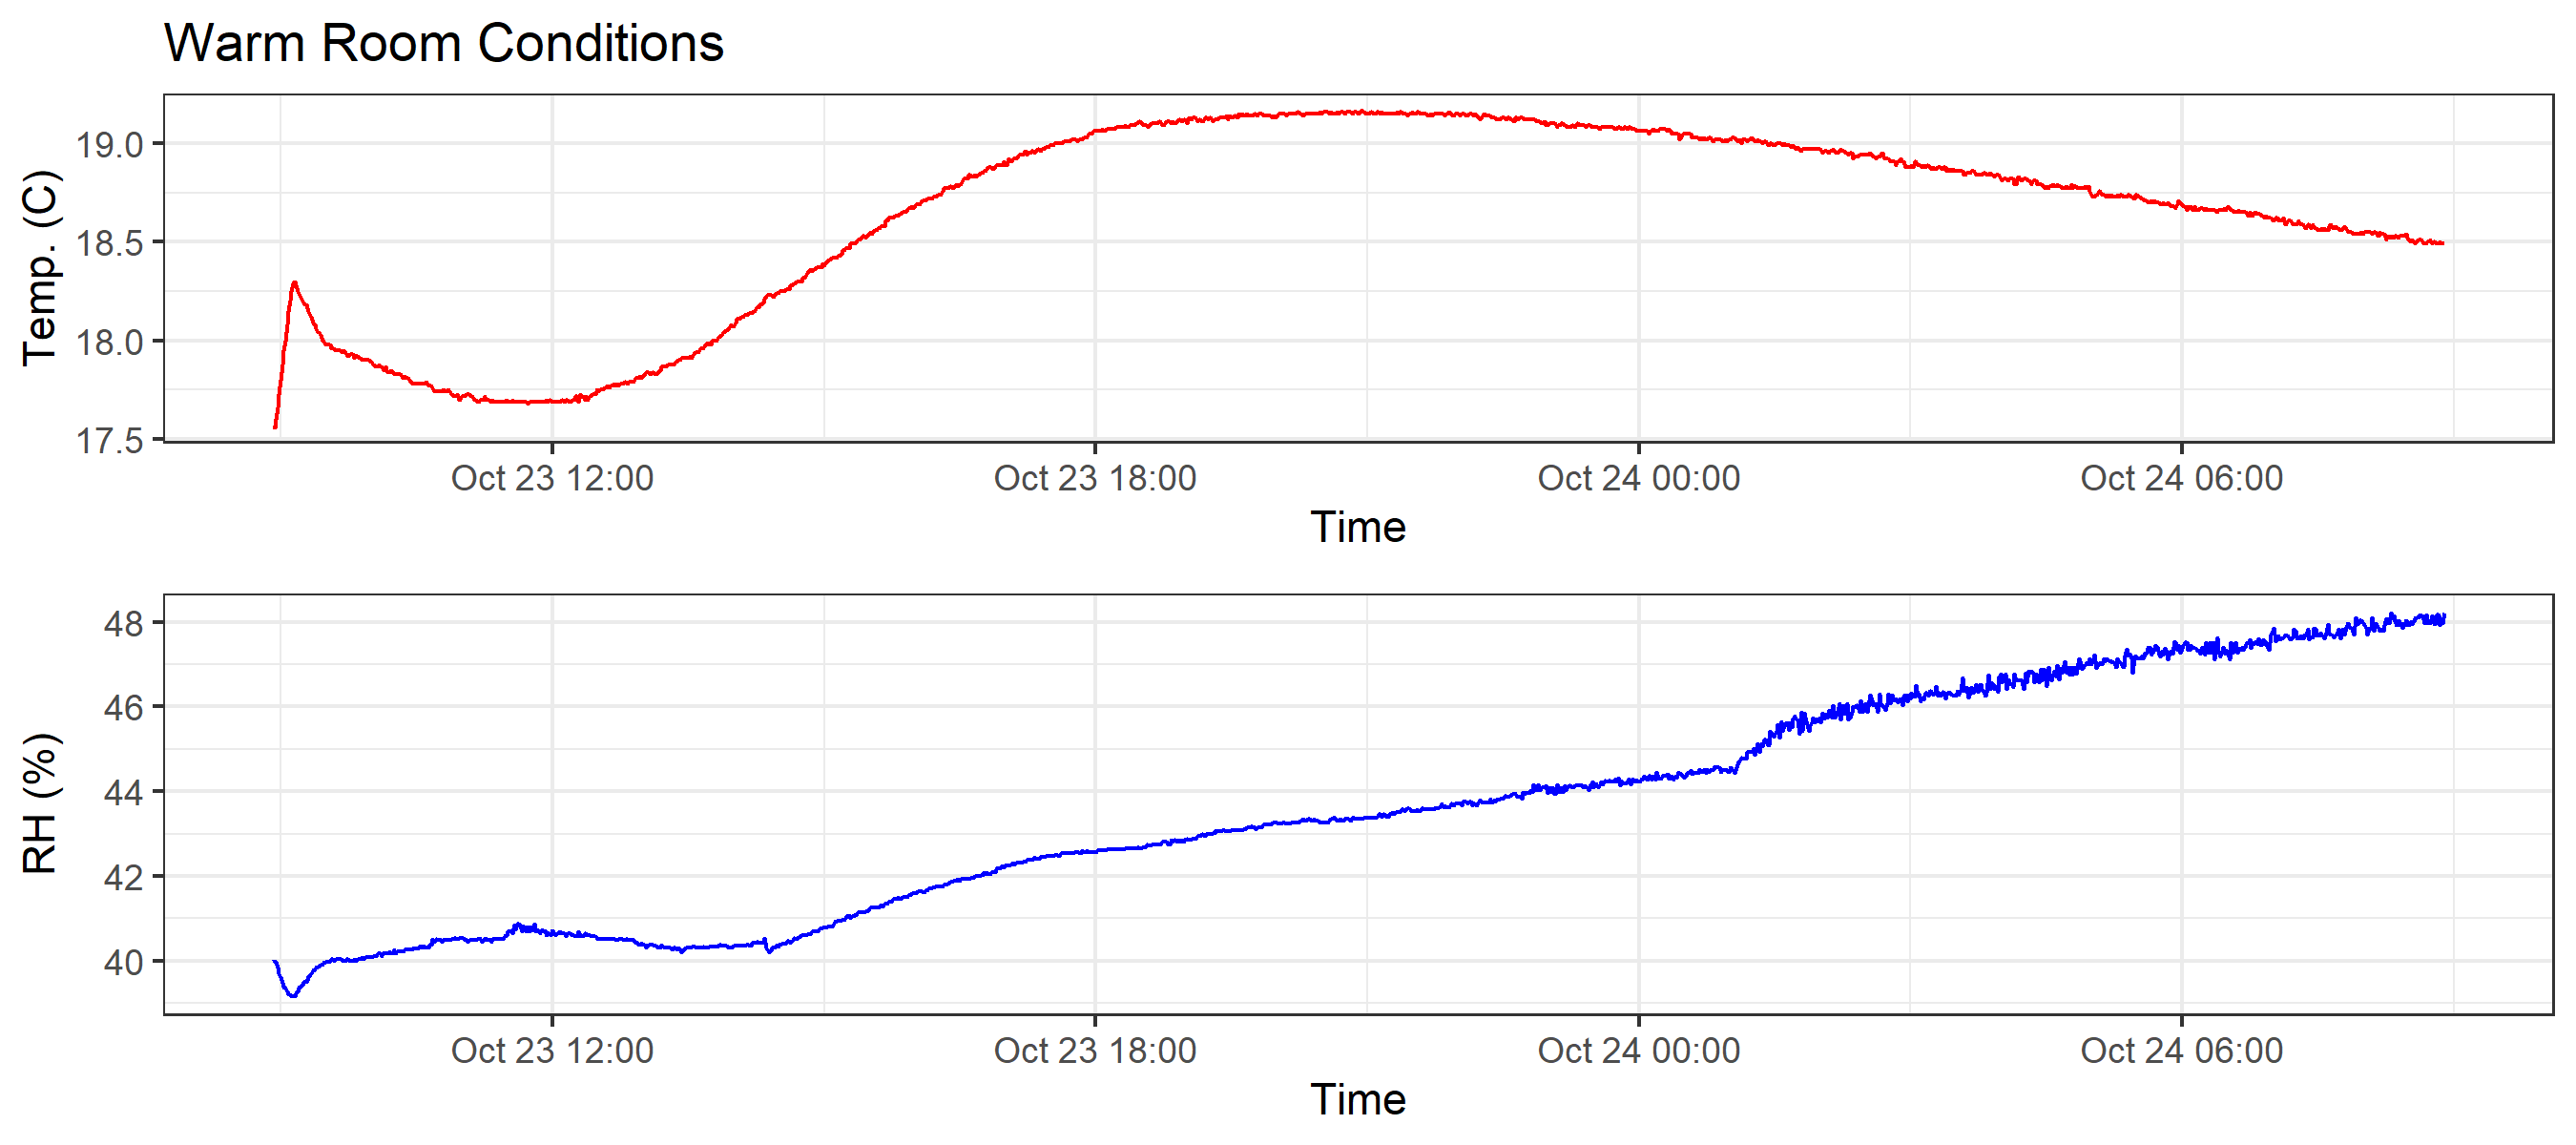 Warm Room Conditions
Temp. (C)
19.0
18.5
18.0
17.5
Oct 23 12:00 Oct 23 18:00 Oct 24 00:00 Oct 24 06:00
Time
RH (%)
48
46
44
42
40
Oct 23 12:00 Oct 23 18:00 Oct 24 00:00 Oct 24 06:00
Time